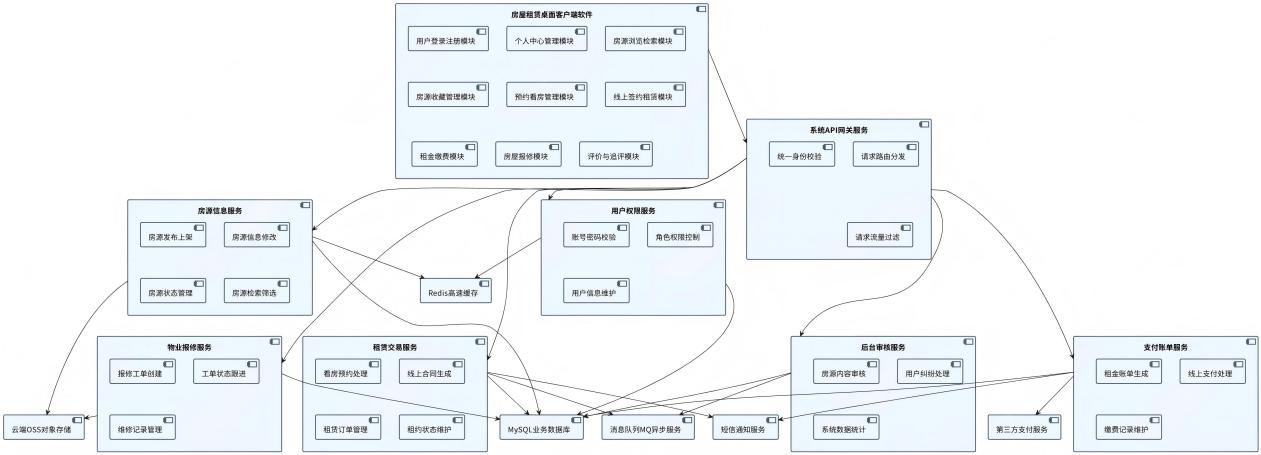 房屋租赁桌面客户端软件
用户登录注册模块
个人中心管理模块
房源浏览检索模块
房源收藏管理模块
预约看房管理模块
线上签约租赁模块
租金缴费模块
房屋报修模块
评价与追评模块
系统API网关服务
统一身份校验
请求路由分发
请求流量过滤
房源信息服务
房源发布上架
房源信息修改
房源状态管理
房源检索筛选
用户权限服务
账号密码校验
角色权限控制
用户信息维护
Redis高速缓存
物业报修服务
报修工单创建
工单状态跟进
维修记录管理
租赁交易服务
看房预约处理
线上合同生成
租赁订单管理
租约状态维护
后台审核服务
房源内容审核
用户纠纷处理
系统数据统计
支付账单服务
租金账单生成
线上支付处理
缴费记录维护
云端OSS对象存储
MySQL业务数据库
消息队列MQ异步服务
短信通知服务
第三方支付服务